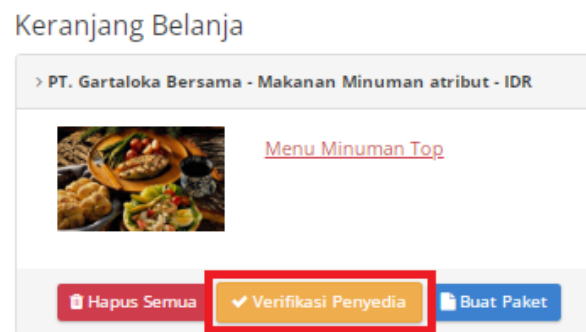 Keranjang Belanja
> PT. Gartaloka Bersama - Makanan Minuman atribut - IDR
Menu Minuman Top
Hapus Semua
Verifikasi Penyedia
Buat Paket